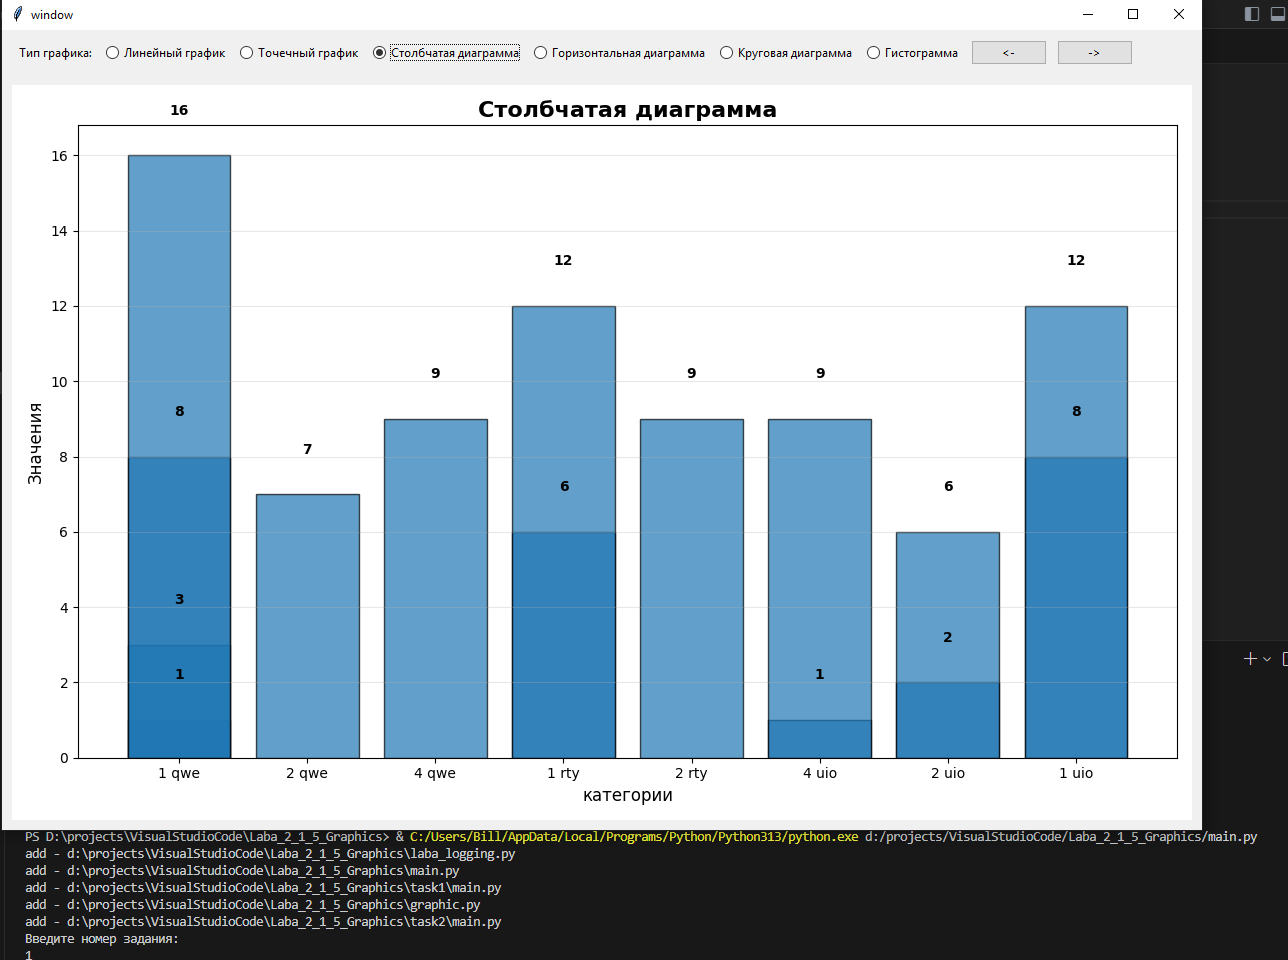 window
Тип графика: Линейный график Точечный график Столбчатая диаграмма Горизонтальная диаграмма Круговая диаграмма Гистограмма <- ->
Столбчатая диаграмма
16
16
14
12
12
12
10
9
9
9
8
8
8
7
6
6
6
4
3
2
2
1
1
0
Значения
1 qwe 2 qwe 4 qwe 1 rty 2 rty 4 uio 2 uio 1 uio
категории
PS D:\projects\VisualStudioCode\Laba_2_1_5_Graphics> & C:/Users/Bill/AppData/Local/Programs/Python/Python313/python.exe d:/projects/VisualStudioCode/Laba_2_1_5_Graphics/main.py
add - d:\projects\VisualStudioCode\Laba_2_1_5_Graphics\laba_logging.py
add - d:\projects\VisualStudioCode\Laba_2_1_5_Graphics\main.py
add - d:\projects\VisualStudioCode\Laba_2_1_5_Graphics\task1\main.py
add - d:\projects\VisualStudioCode\Laba_2_1_5_Graphics\graphic.py
add - d:\projects\VisualStudioCode\Laba_2_1_5_Graphics\task2\main.py
Введите номер задания:
1